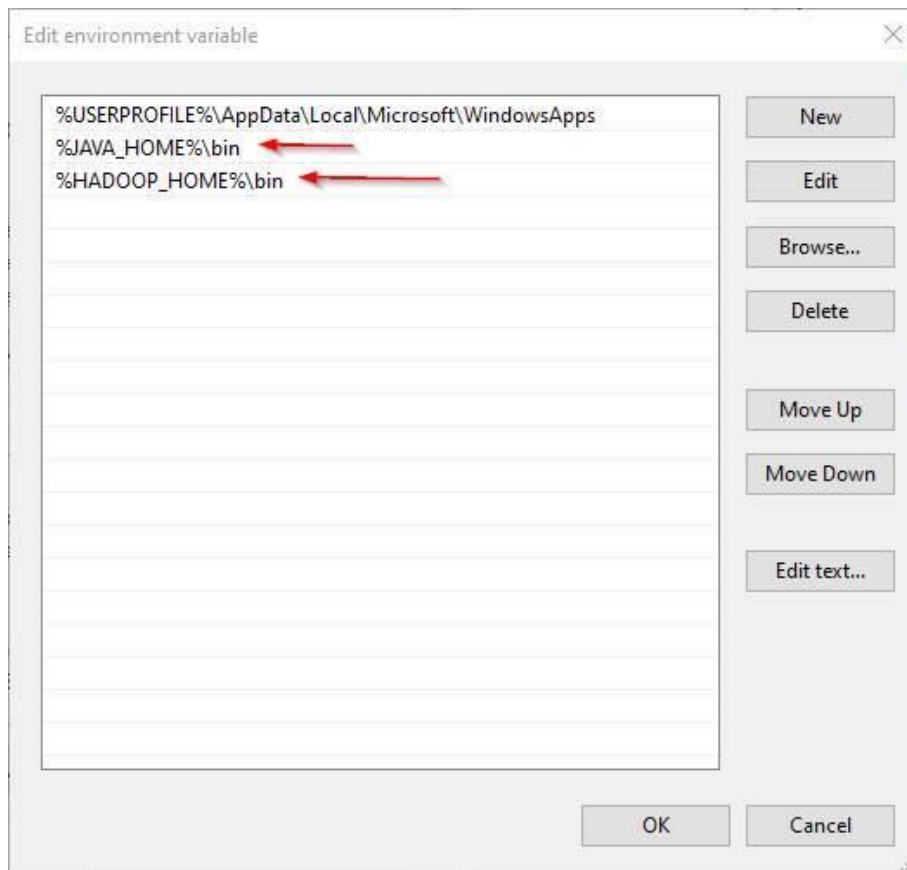 Edit environment variable
%USERPROFILE%\AppData\Local\Microsoft\WindowsApps
%JAVA_HOME%\bin
%HADOOP_HOME%\bin
New
Edit
Browse...
Delete
Move Up
Move Down
Edit text...
OK
Cancel